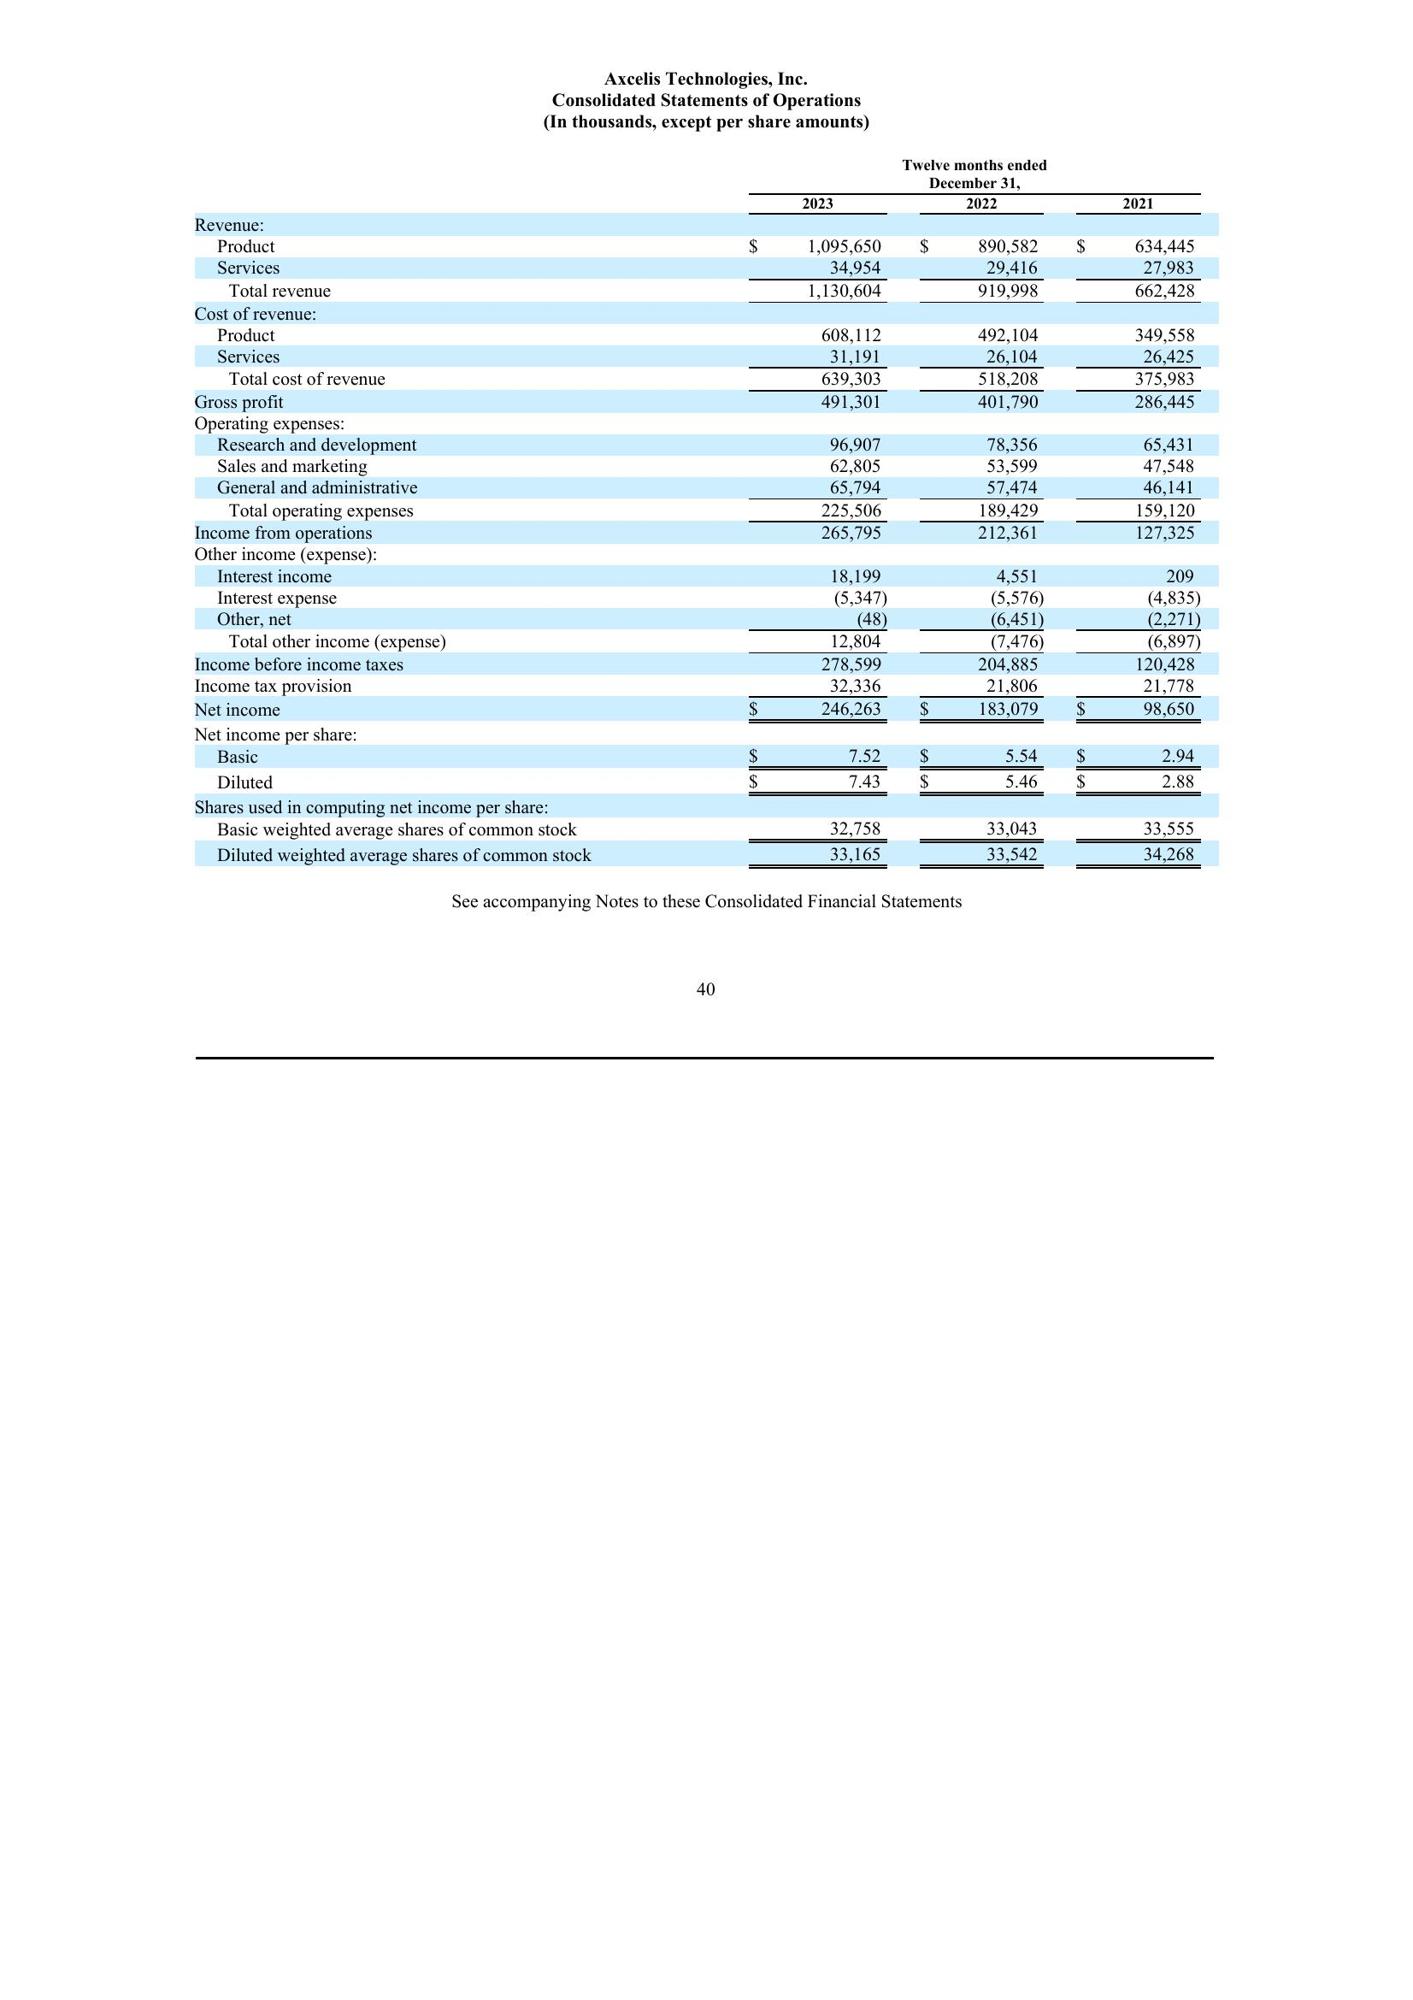 Axcelis Technologies, Inc.
Consolidated Statements of Operations
(In thousands, except per share amounts)
Twelve months ended
December 31,
2023 2022 2021
Revenue:
Product $ 1,095,650 $ 890,582 $ 634,445
Services 34,954 29,416 27,983
Total revenue 1,130,604 919,998 662,428
Cost of revenue:
Product 608,112 492,104 349,558
Services 31,191 26,104 26,425
Total cost of revenue 639,303 518,208 375,983
Gross profit 491,301 401,790 286,445
Operating expenses:
Research and development 96,907 78,356 65,431
Sales and marketing 62,805 53,599 47,548
General and administrative 65,794 57,474 46,141
Total operating expenses 225,506 189,429 159,120
Income from operations 265,795 212,361 127,325
Other income (expense):
Interest income 18,199 4,551 209
Interest expense (5,347) (5,576) (4,835)
Other, net (48) (6,451) (2,271)
Total other income (expense) 12,804 (7,476) (6,897)
Income before income taxes 278,599 204,885 120,428
Income tax provision 32,336 21,806 21,778
Net income $ 246,263 $ 183,079 $ 98,650
Net income per share:
Basic $ 7.52 $ 5.54 $ 2.94
Diluted $ 7.43 $ 5.46 $ 2.88
Shares used in computing net income per share:
Basic weighted average shares of common stock 32,758 33,043 33,555
Diluted weighted average shares of common stock 33,165 33,542 34,268
See accompanying Notes to these Consolidated Financial Statements
40